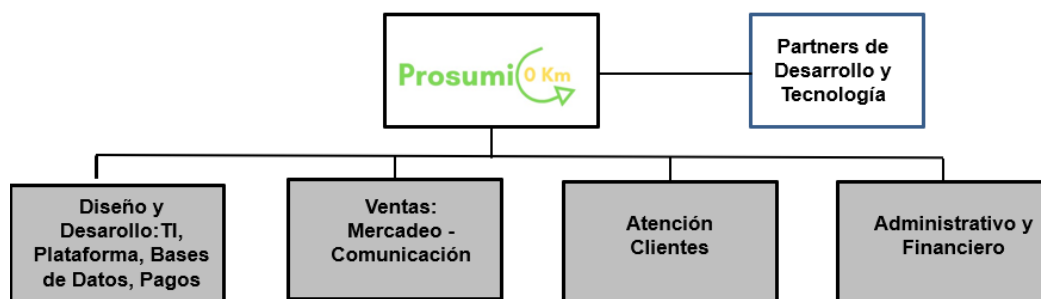 Prosumi 0 Km
Partners de
Desarrollo y
Tecnología
Diseño y
Desarollo: TI,
Plataforma, Bases
de Datos, Pagos
Ventas:
Mercadeo -
Comunicación
Atención
Clientes
Administrativo y
Financiero